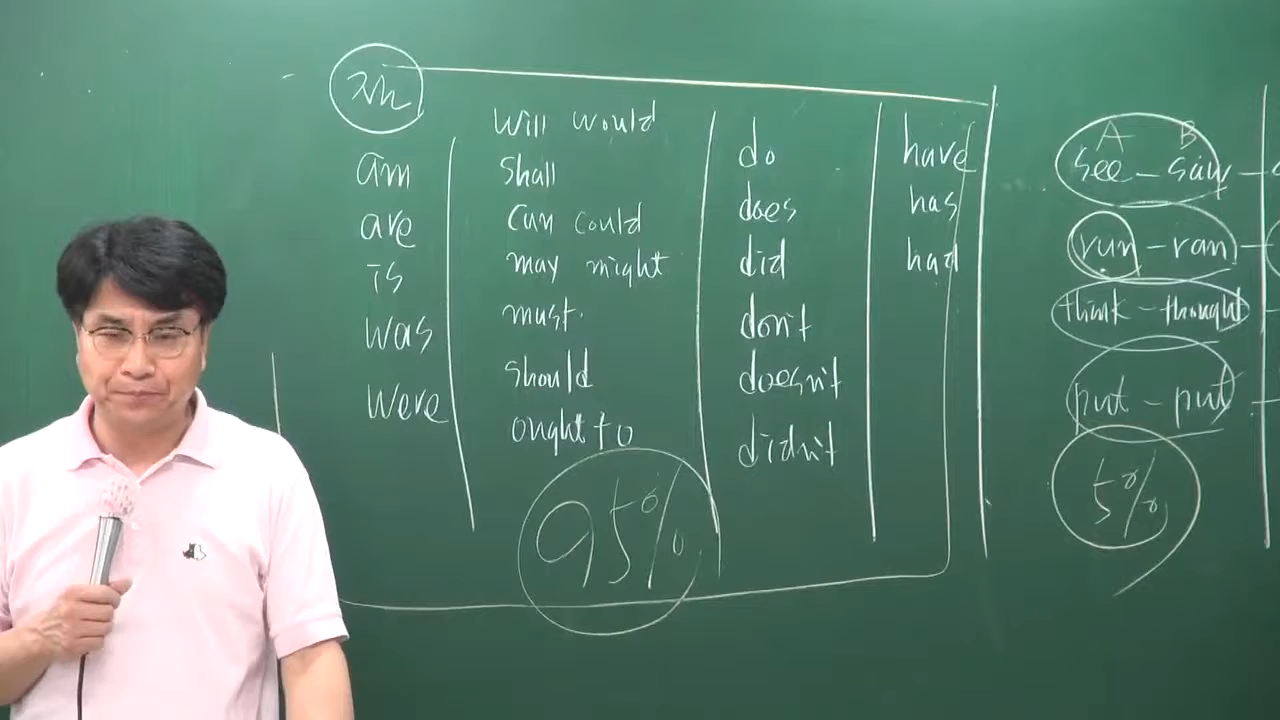 am
are
is
was
were
will would
shall
can could
may might
must.
should
ought to
95%
do
does
did
don't
doesn't
didn't
have
has
had
A B
see - saw -
run - ran -
think - thought -
put - put -
5%